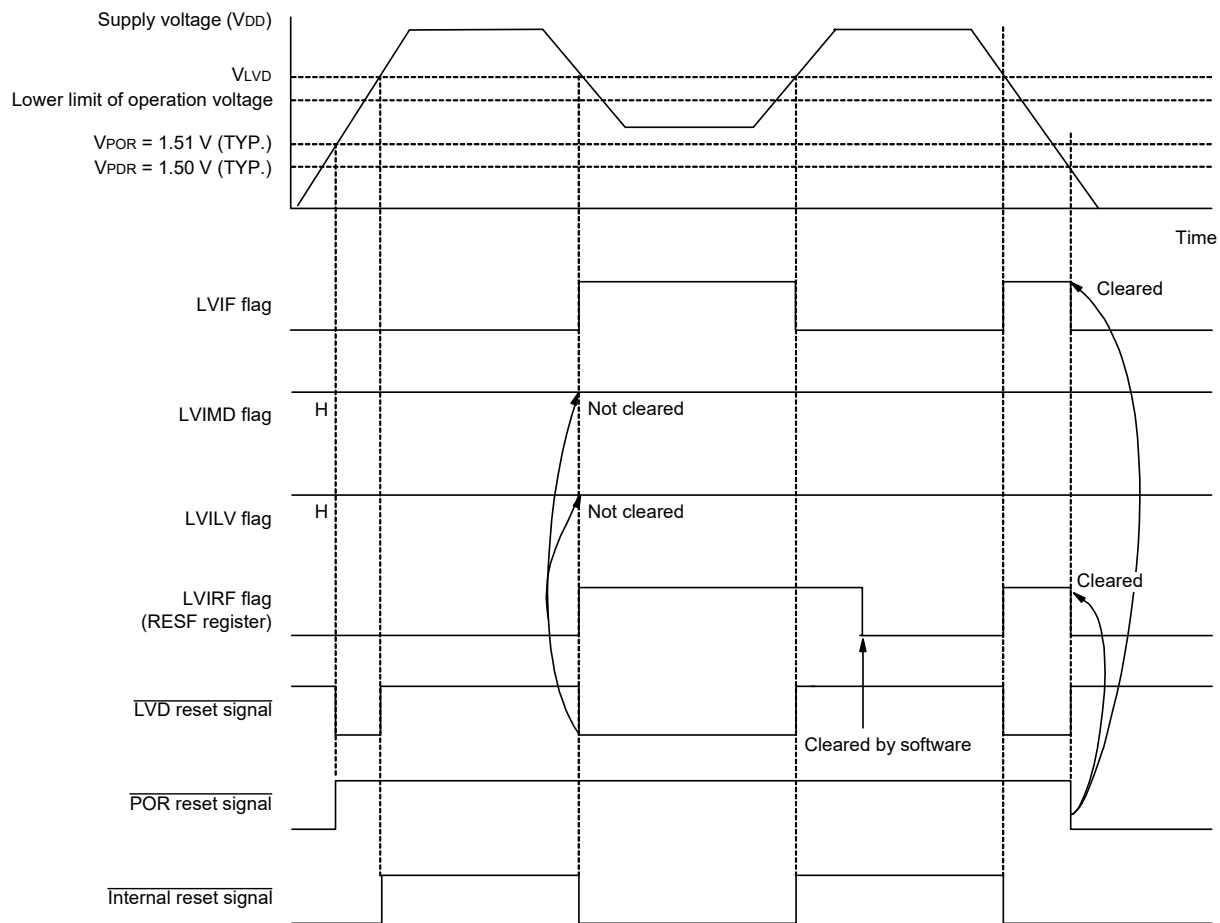 Supply voltage (VDD)
VLVD
Lower limit of operation voltage
VPOR = 1.51 V (TYP.)
VPDR = 1.50 V (TYP.)
Time
LVIF flag
Cleared
LVIMD flag
H
Not cleared
LVILV flag
H
Not cleared
LVIRF flag
(RESF register)
Cleared
LVD reset signal
Cleared by software
POR reset signal
Internal reset signal